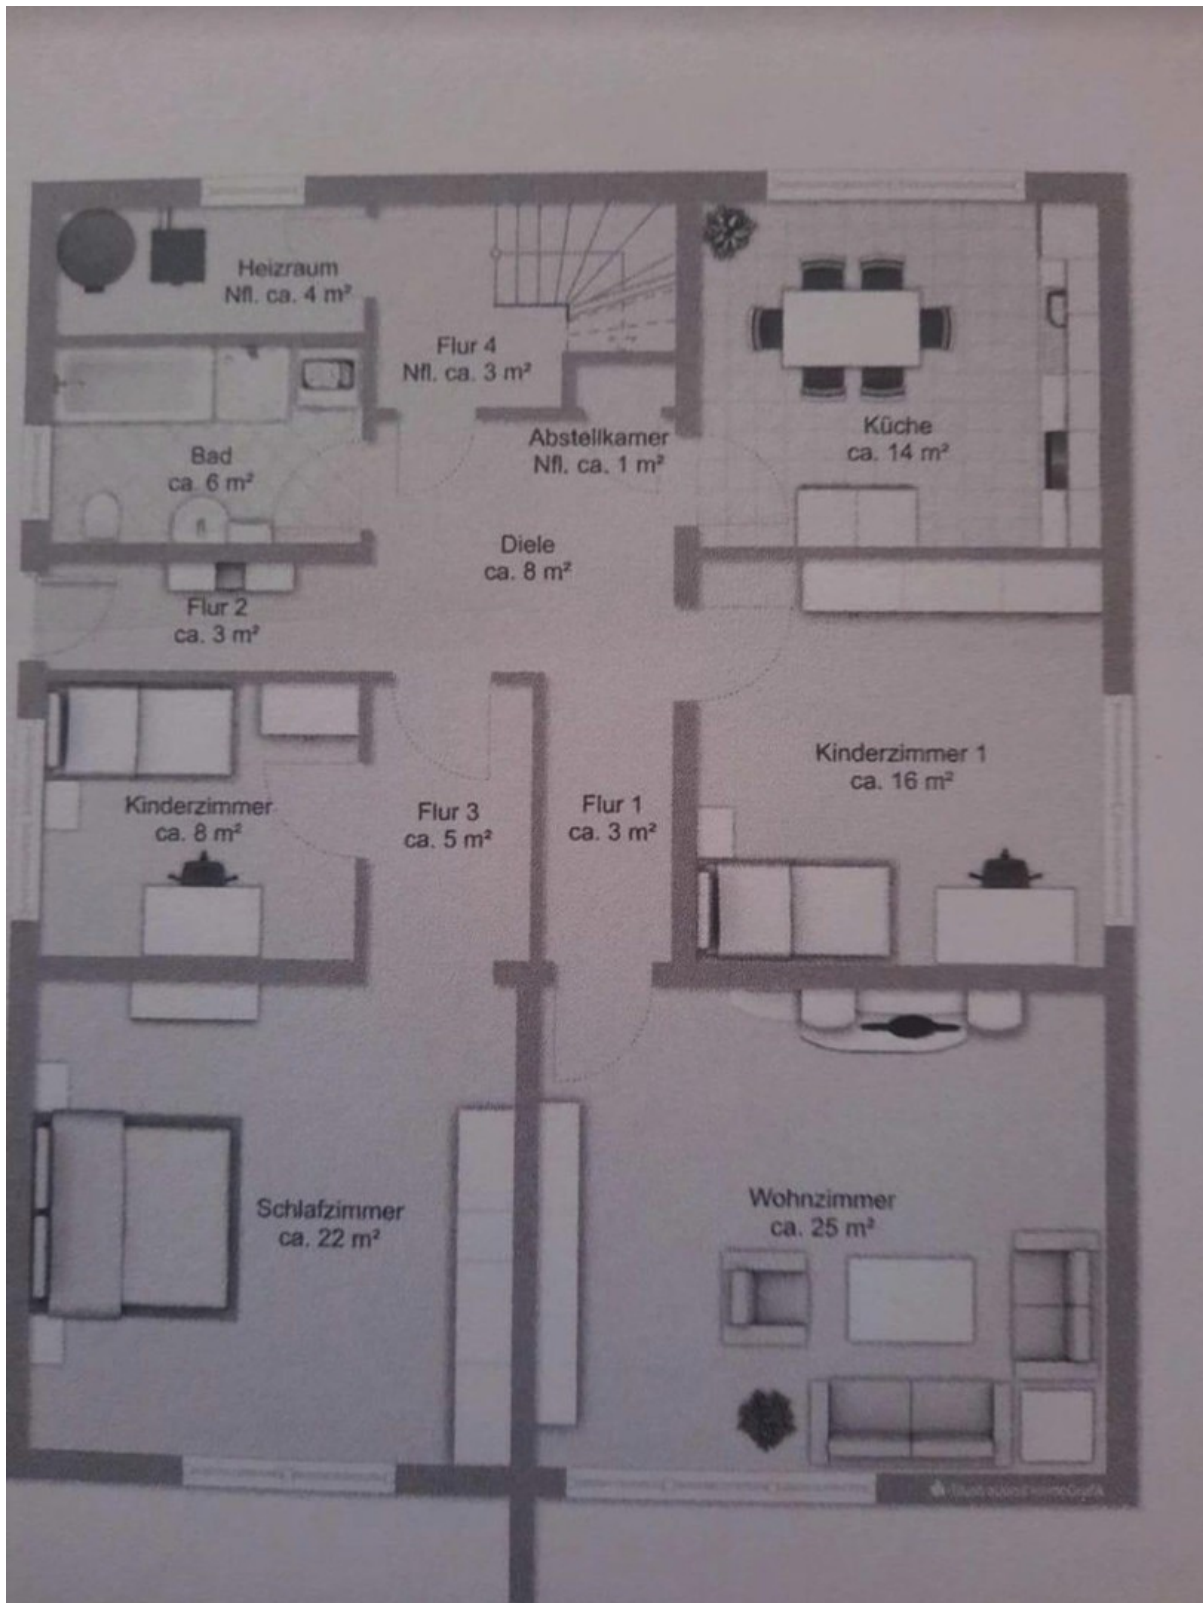 Heizraum
Nfl. ca. 4 m²
Flur 4
Nfl. ca. 3 m²
Abstellkamer
Nfl. ca. 1 m²
Küche
ca. 14 m²
Bad
ca. 6 m²
Diele
ca. 8 m²
Flur 2
ca. 3 m²
Kinderzimmer 1
ca. 16 m²
Kinderzimmer
ca. 8 m²
Flur 3
ca. 5 m²
Flur 1
ca. 3 m²
Schlafzimmer
ca. 22 m²
Wohnzimmer
ca. 25 m²